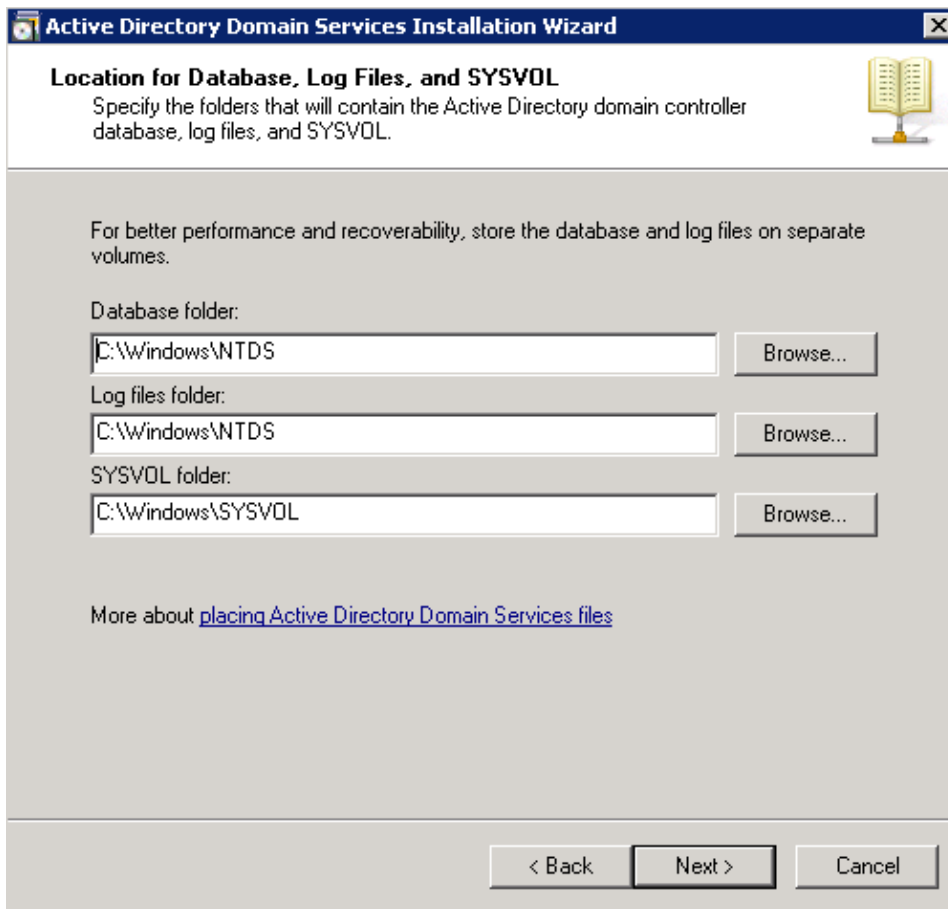 Active Directory Domain Services Installation Wizard
Location for Database, Log Files, and SYSVOL
Specify the folders that will contain the Active Directory domain controller
database, log files, and SYSVOL.
For better performance and recoverability, store the database and log files on separate
volumes.
Database folder:
C:\Windows\NTDS
Browse...
Log files folder:
C:\Windows\NTDS
Browse...
SYSVOL folder:
C:\Windows\SYSVOL
Browse...
More about placing Active Directory Domain Services files
< Back Next > Cancel